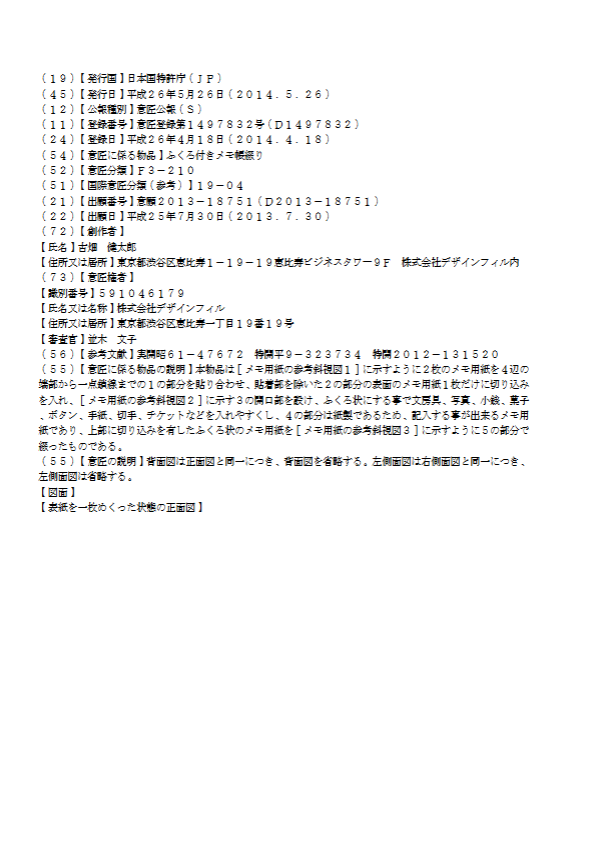 （１９）【発行国】日本国特許庁（ＪＰ）
（４５）【発行日】平成２６年５月２６日（２０１４．５．２６）
（１２）【公報種別】意匠公報（Ｓ）
（１１）【登録番号】意匠登録第１４９７８３２号（Ｄ１４９７８３２）
（２４）【登録日】平成２６年４月１８日（２０１４．４．１８）
（５４）【意匠に係る物品】ふくろ付きメモ帳綴り
（５２）【意匠分類】Ｆ３－２１０
（５１）【国際意匠分類（参考）】１９－０４
（２１）【出願番号】意願２０１３－１８７５１（Ｄ２０１３－１８７５１）
（２２）【出願日】平成２５年７月３０日（２０１３．７．３０）
（７２）【創作者】
【氏名】古畑　健太郎
【住所又は居所】東京都渋谷区恵比寿１－１９－１９恵比寿ビジネスタワー９Ｆ　株式会社デザインフィル内
（７３）【意匠権者】
【識別番号】５９１０４６１７９
【氏名又は名称】株式会社デザインフィル
【住所又は居所】東京都渋谷区恵比寿一丁目１９番１９号
【審査官】並木　文子
（５６）【参考文献】実開昭６１－４７６７２　特開平９－３２３７３４　特開２０１２－１３１５２０
（５５）【意匠に係る物品の説明】本物品は［メモ用紙の参考斜視図１］に示すように２枚のメモ用紙を４辺の
端部から一点鎖線までの１の部分を貼り合わせ、貼着部を除いた２の部分の表面のメモ用紙１枚だけに切り込み
を入れ、［メモ用紙の参考斜視図２］に示す３の開口部を設け、ふくろ状にする事で文房具、写真、小銭、菓子
、ボタン、手紙、切手、チケットなどを入れやすくし、４の部分は紙製であるため、記入する事が出来るメモ用
紙であり、上部に切り込みを有したふくろ状のメモ用紙を［メモ用紙の参考斜視図３］に示すように５の部分で
綴ったものである。
（５５）【意匠の説明】背面図は正面図と同一につき、背面図を省略する。左側面図は右側面図と同一につき、
左側面図は省略する。
【図面】
【表紙を一枚めくった状態の正面図】